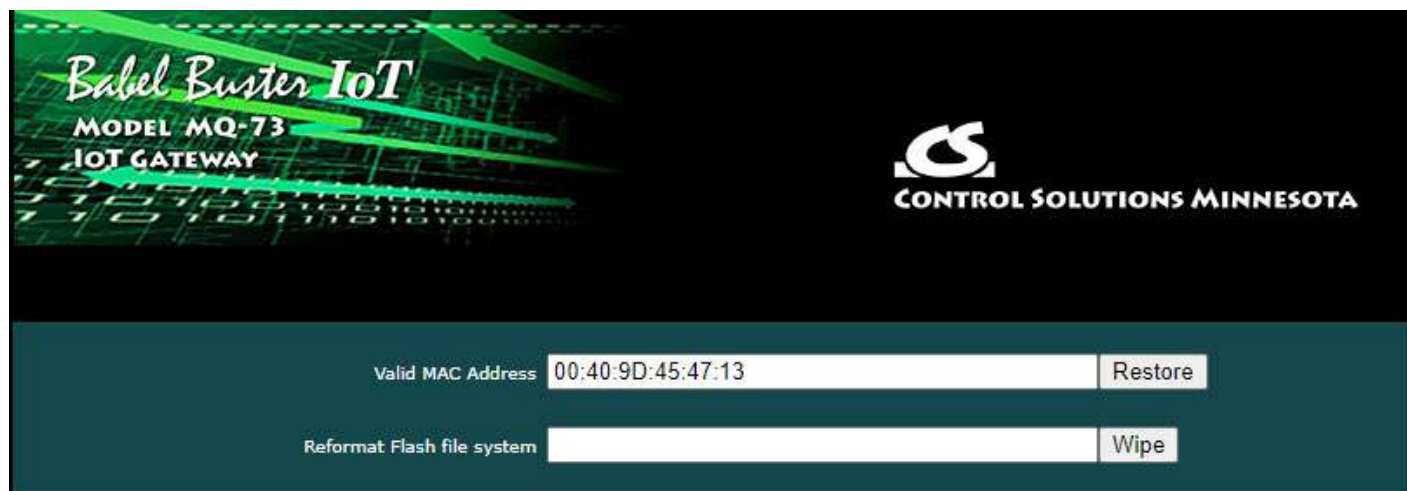 Babel Buster IoT
MODEL MQ-73
IOT GATEWAY
CS
CONTROL SOLUTIONS MINNESOTA
Valid MAC Address 00:40:9D:45:47:13 Restore
Reformat Flash file system Wipe